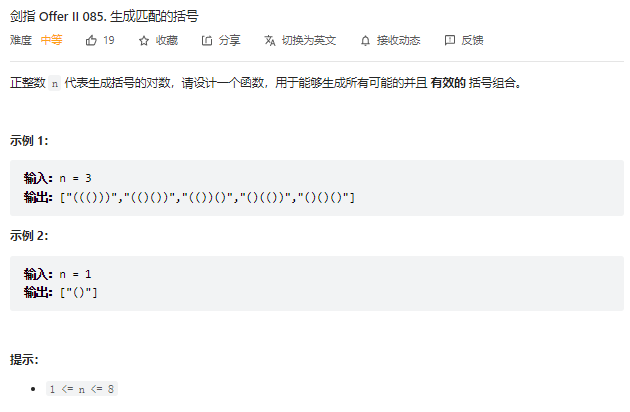 剑指 Offer II 085. 生成匹配的括号
难度 中等 19 收藏 分享 切换为英文 接收动态 反馈
正整数 n 代表生成括号的对数，请设计一个函数，用于能够生成所有可能的并且 有效的 括号组合。
示例 1：
输入：n = 3
输出：["((()))","(()())","(())()","()(())","()()()"]
示例 2：
输入：n = 1
输出：["()"]
提示：
• 1 <= n <= 8